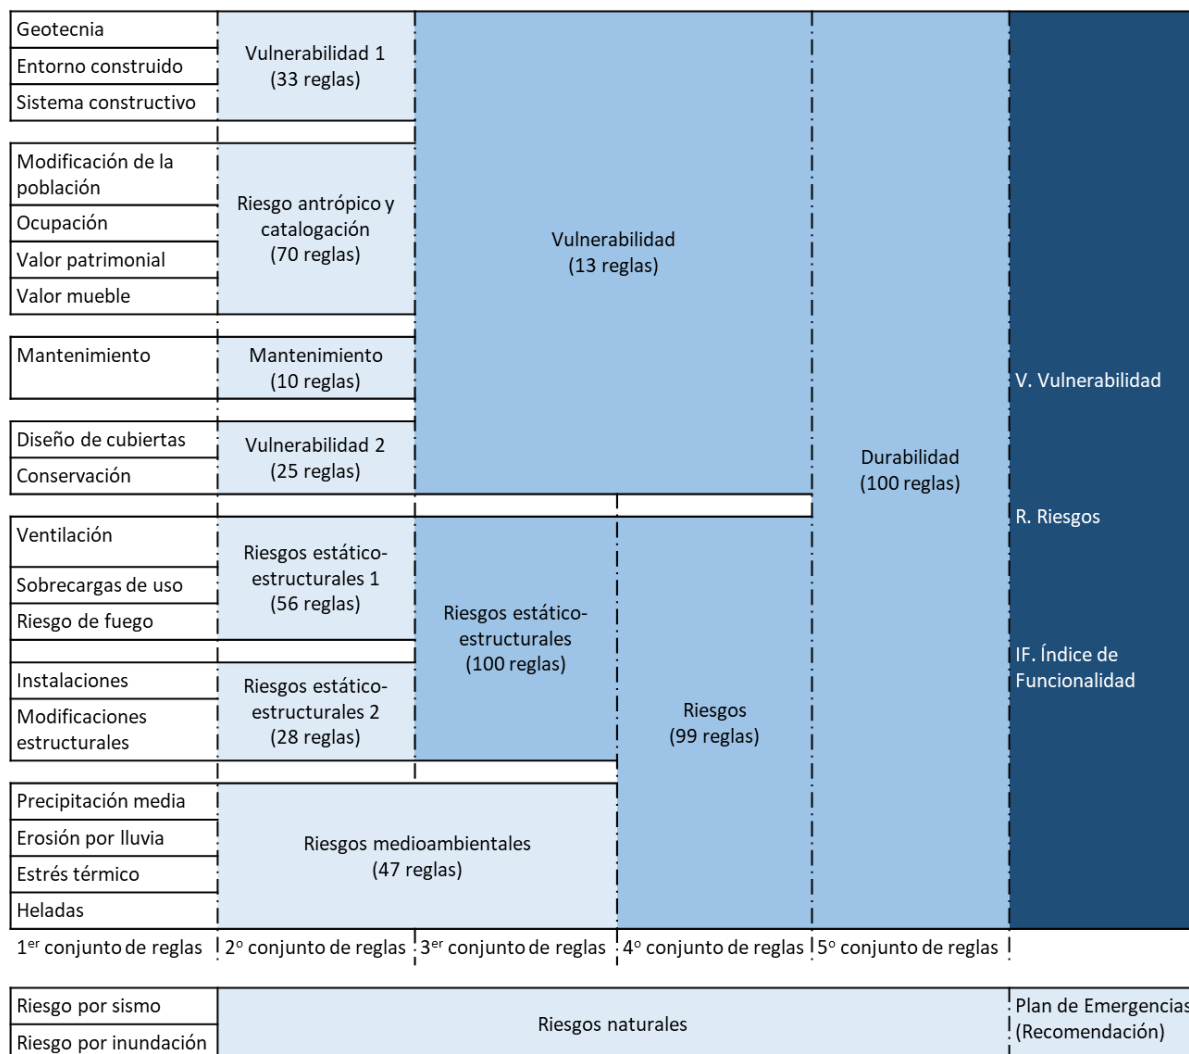 Geotecnia
Entorno construido
Sistema constructivo
Vulnerabilidad 1
(33 reglas)
Modificación de la
población
Ocupación
Valor patrimonial
Valor mueble
Riesgo antrópico y
catalogación
(70 reglas)
Mantenimiento
Mantenimiento
(10 reglas)
Diseño de cubiertas
Conservación
Vulnerabilidad 2
(25 reglas)
Vulnerabilidad
(13 reglas)
Ventilación
Sobrecargas de uso
Riesgo de fuego
Riesgos estático-
estructurales 1
(56 reglas)
Instalaciones
Modificaciones
estructurales
Riesgos estático-
estructurales 2
(28 reglas)
Riesgos estático-
estructurales
(100 reglas)
Precipitación media
Erosión por lluvia
Estrés térmico
Heladas
Riesgos medioambientales
(47 reglas)
Riesgos
(99 reglas)
Durabilidad
(100 reglas)
V. Vulnerabilidad
R. Riesgos
IF. Índice de
Funcionalidad
1er conjunto de reglas
2º conjunto de reglas
3er conjunto de reglas
4º conjunto de reglas
5º conjunto de reglas
Riesgo por sismo
Riesgo por inundación
Riesgos naturales
Plan de Emergencias
(Recomendación)